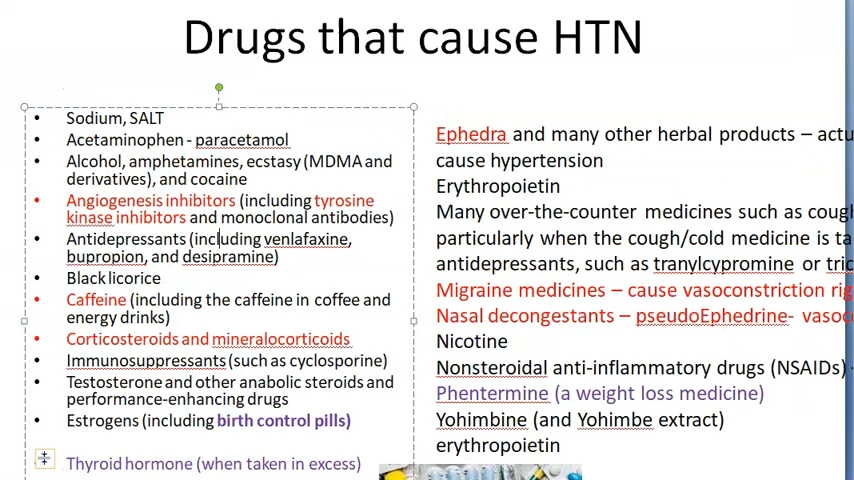 Drugs that cause HTN
• Sodium, SALT
• Acetaminophen - paracetamol
• Alcohol, amphetamines, ecstasy (MDMA and
derivatives), and cocaine
• Angiogenesis inhibitors (including tyrosine
kinase inhibitors and monoclonal antibodies)
• Antidepressants (including venlafaxine,
bupropion, and desipramine)
• Black licorice
• Caffeine (including the caffeine in coffee and
energy drinks)
• Corticosteroids and mineralocorticoids
• Immunosuppressants (such as cyclosporine)
• Testosterone and other anabolic steroids and
performance-enhancing drugs
• Estrogens (including birth control pills)
Thyroid hormone (when taken in excess)
Ephedra and many other herbal products – actu
cause hypertension
Erythropoietin
Many over-the-counter medicines such as cough
particularly when the cough/cold medicine is ta
antidepressants, such as tranylcypromine or tric
Migraine medicines – cause vasoconstriction rig
Nasal decongestants – pseudoEphedrine- vasoc
Nicotine
Nonsteroidal anti-inflammatory drugs (NSAIDs) -
Phentermine (a weight loss medicine)
Yohimbine (and Yohimbe extract)
erythropoietin